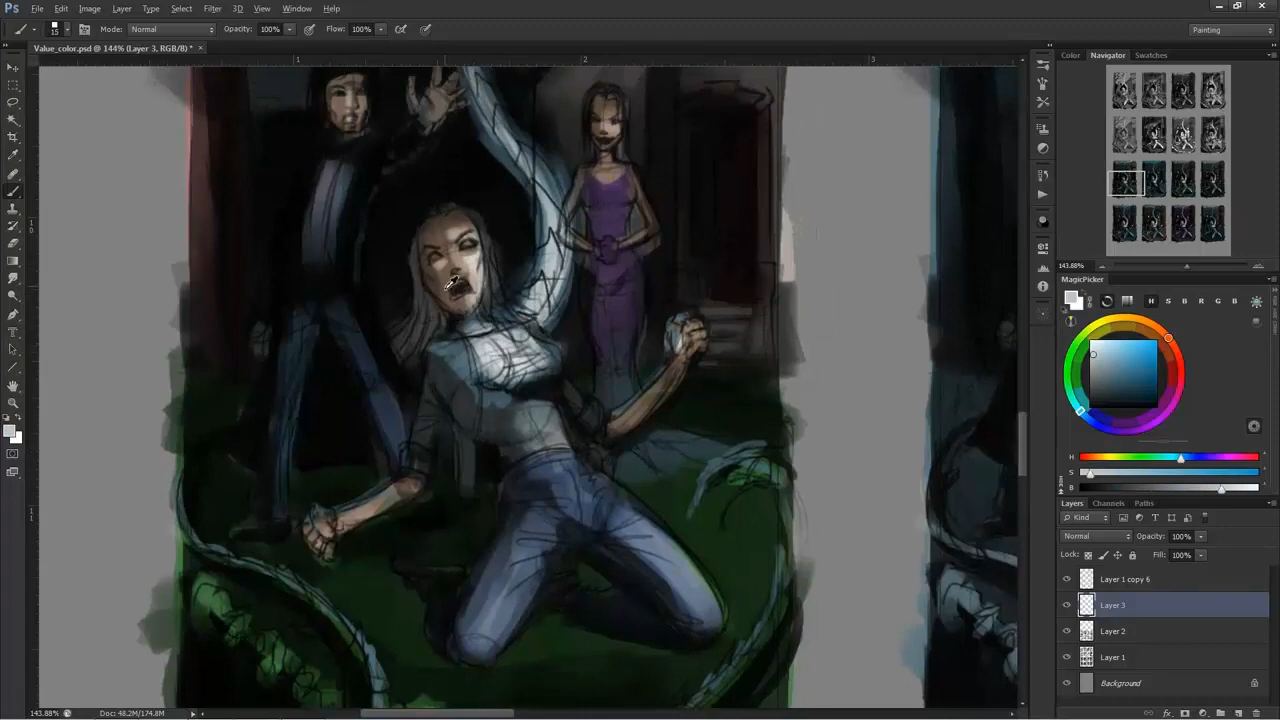 Ps File Edit Image Layer Type Select Filter 3D View Window Help
15 Mode: Normal Opacity: 100% Flow: 100% Painting
Value_color.psd @ 144% (Layer 3, RGB/8) * ×
Color Navigator Swatches
1 2 3
143.88%
MagicPicker
H S B R G B
H
S
B
Layers Channels Paths
Kind
Normal Opacity: 100%
Lock: Fill: 100%
Layer 1 copy 6
Layer 3
Layer 2
Layer 1
Background
143.88% Doc: 48.2M/174.8M